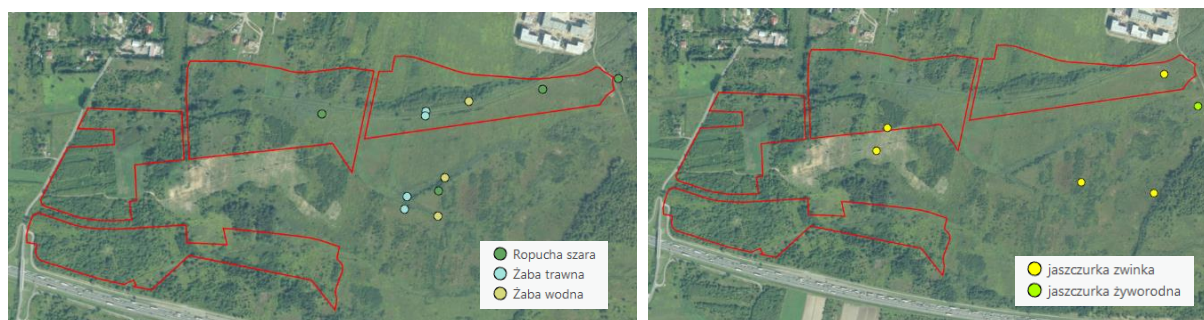 Ropucha szara
Żaba trawna
Żaba wodna
jaszczurka zwinka
jaszczurka żyworodna